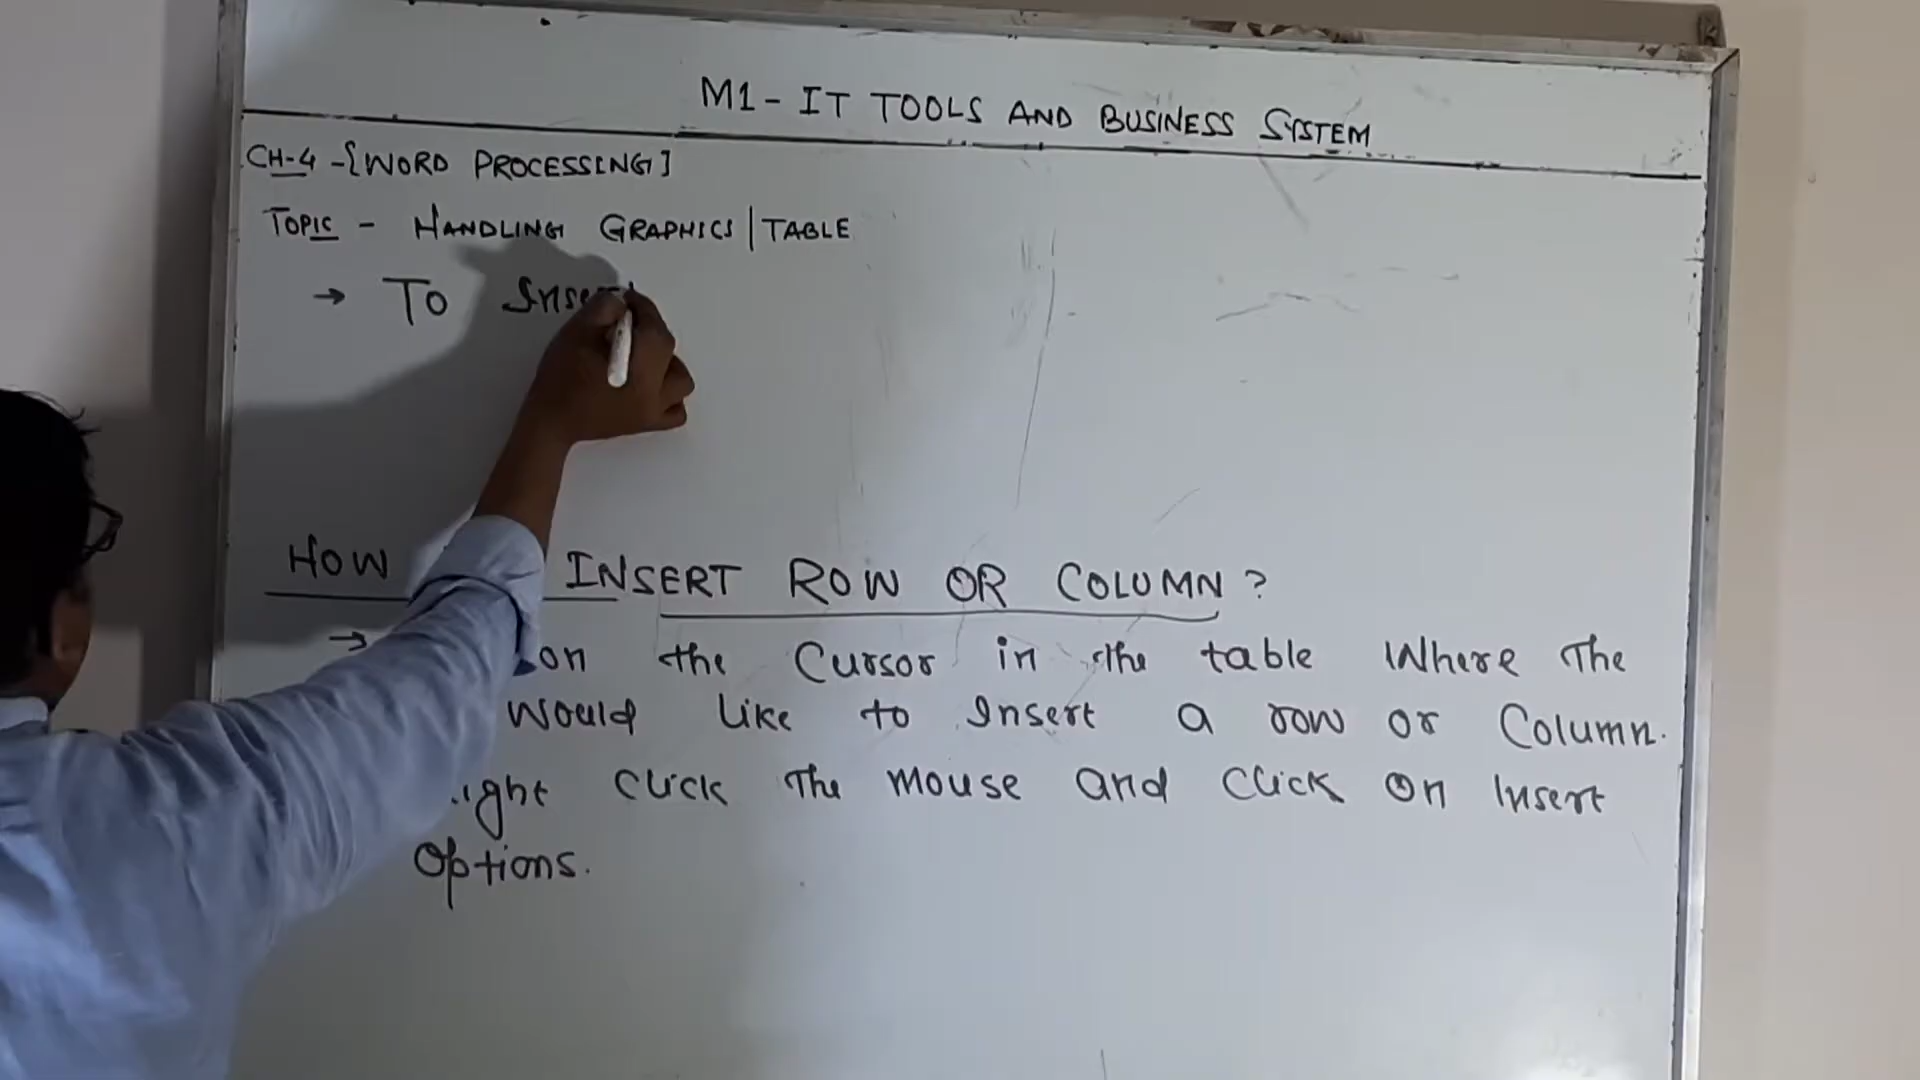 M1 - IT TOOLS AND BUSINESS SYSTEM
CH-4 - [WORD PROCESSING]
TOPIC - HANDLING GRAPHICS | TABLE
→ To Insert
HOW INSERT ROW OR COLUMN ?
→ on the Cursor in the table Where The
would like to Insert a row or Column.
ight click The mouse and click on Insert
Options.